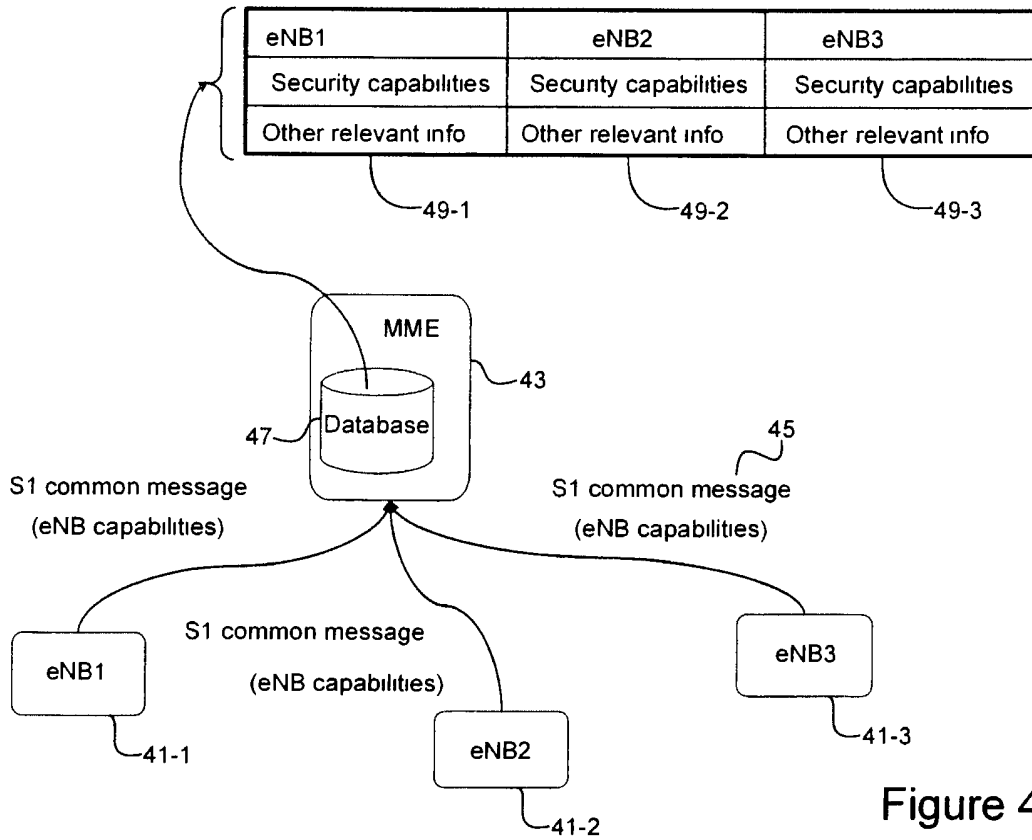 eNB1 eNB2 eNB3
Security capabilities Security capabilities Security capabilities
Other relevant info Other relevant info Other relevant info
49-1 49-2 49-3
MME
43
Database
47
45
S1 common message
(eNB capabilities)
S1 common message
(eNB capabilities)
S1 common message
(eNB capabilities)
eNB1
eNB2
eNB3
41-1
41-2
41-3
Figure 4